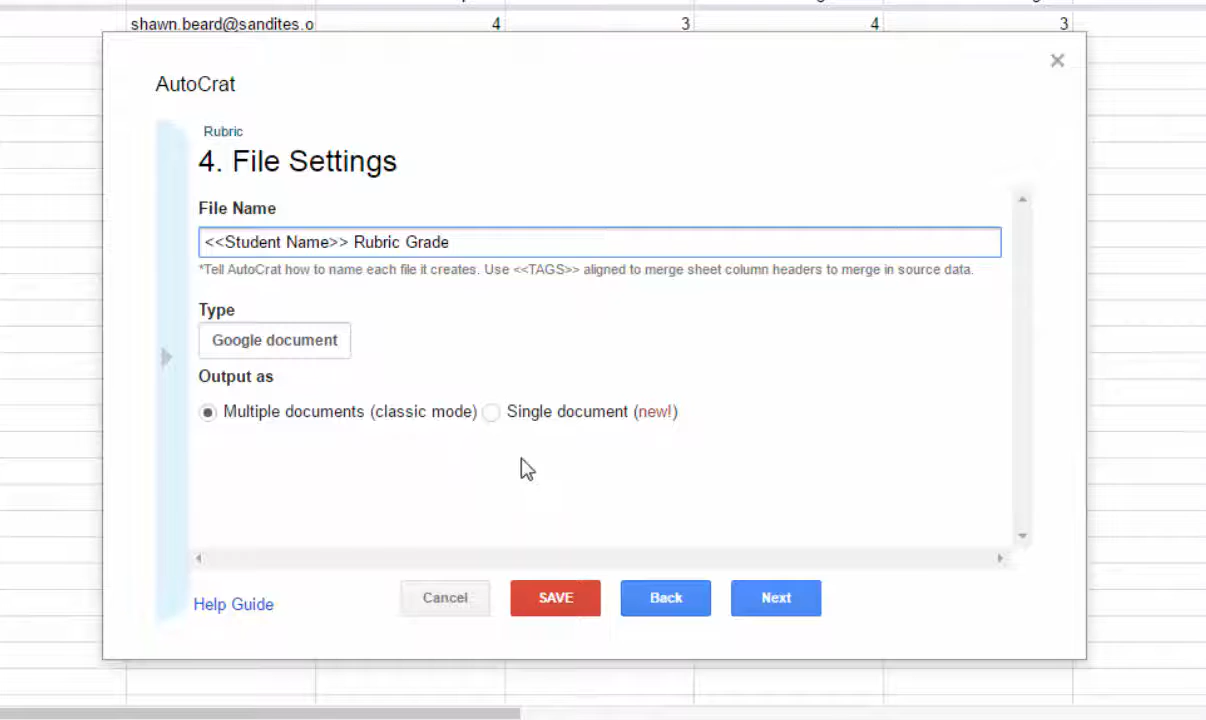 shawn.beard@sandites.o 4 3 4 3
AutoCrat
Rubric
4. File Settings
File Name
<<Student Name>> Rubric Grade
*Tell AutoCrat how to name each file it creates. Use <<TAGS>> aligned to merge sheet column headers to merge in source data.
Type
Google document
Output as
Multiple documents (classic mode) Single document (new!)
Help Guide Cancel SAVE Back Next